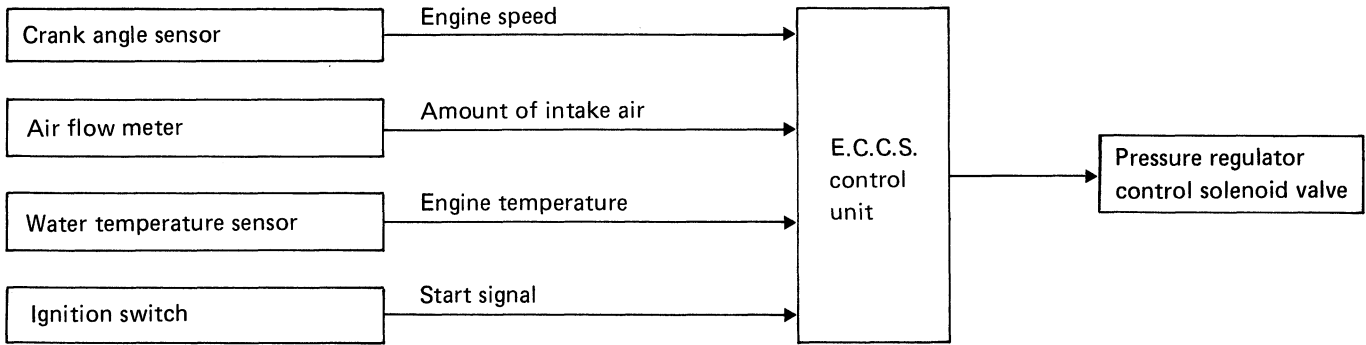 Crank angle sensor
Engine speed
Air flow meter
Amount of intake air
Water temperature sensor
Engine temperature
Ignition switch
Start signal
E.C.C.S.
control
unit
Pressure regulator
control solenoid valve